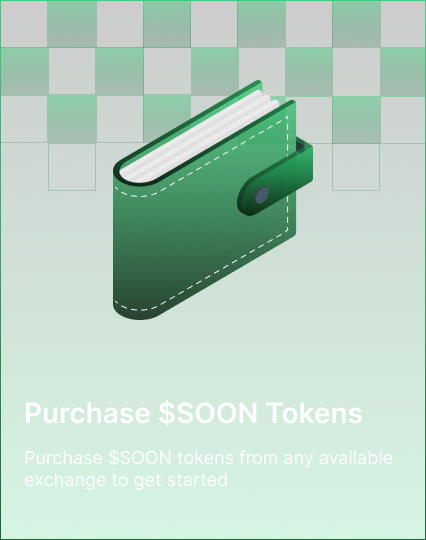 Purchase $SOON Tokens
Purchase $SOON tokens from any available
exchange to get started